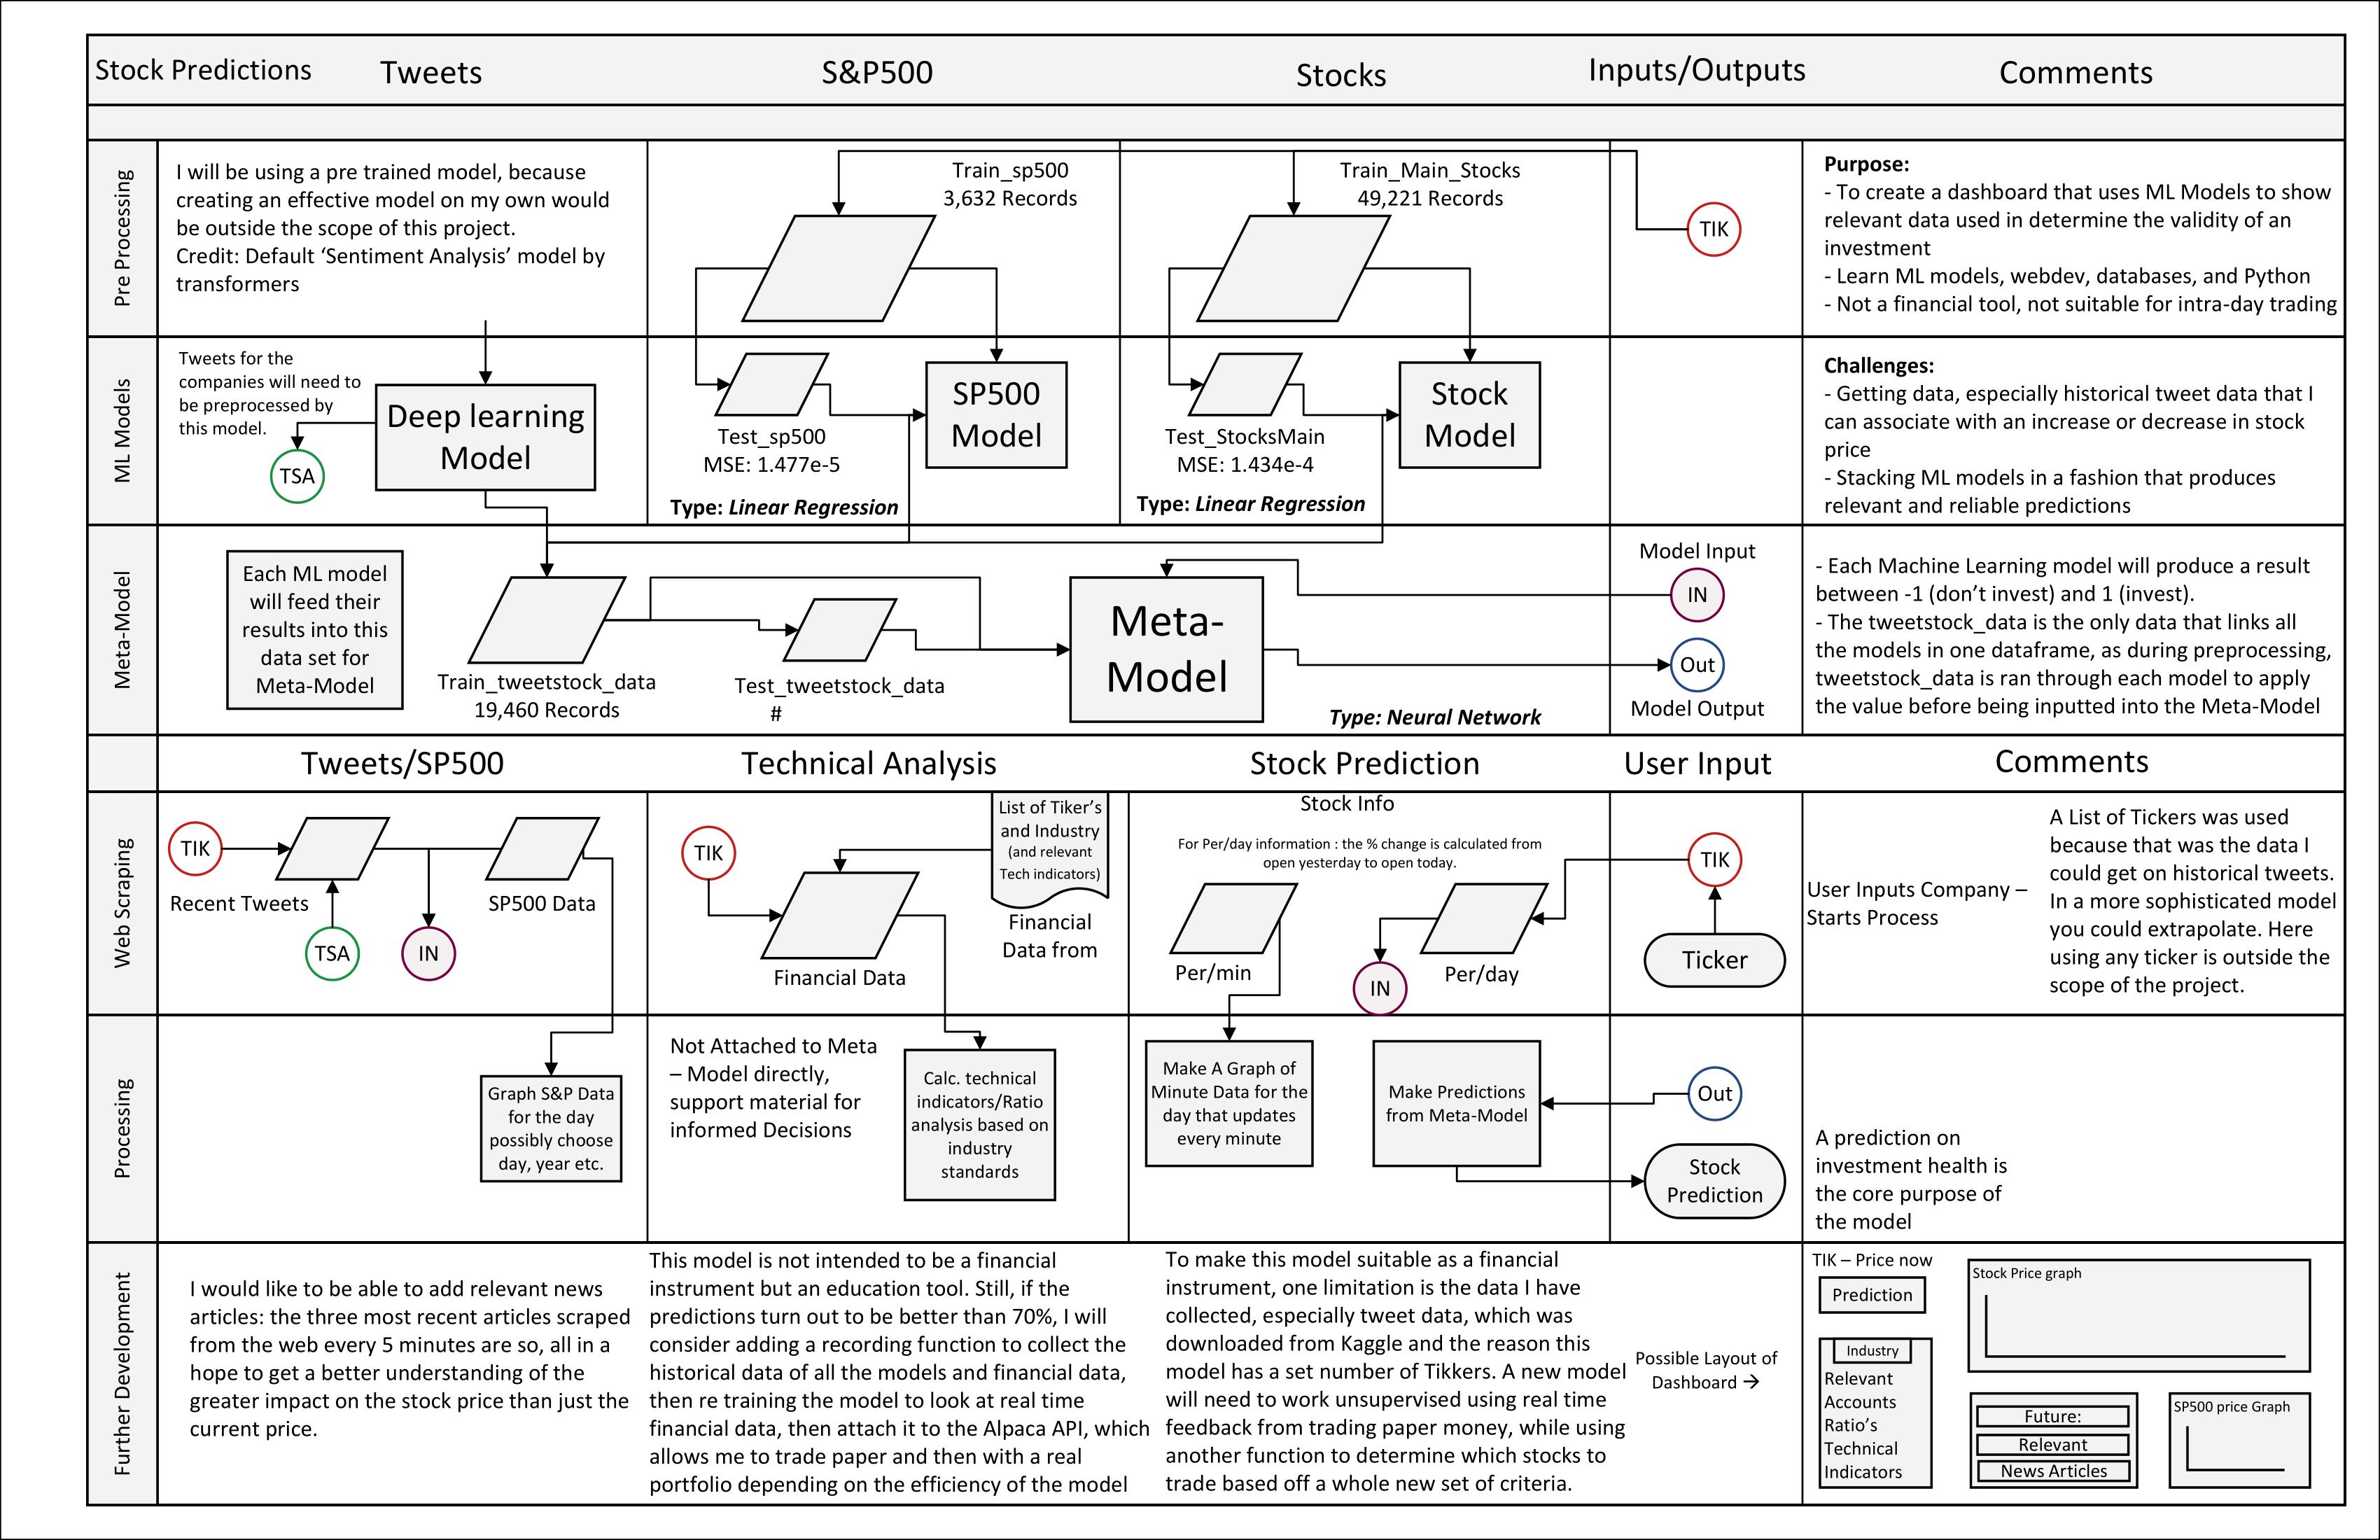 Stock Predictions
Tweets
S&P500
Stocks
Inputs/Outputs
Comments
Pre Processing
I will be using a pre trained model, because
creating an effective model on my own would
be outside the scope of this project.
Credit: Default ‘Sentiment Analysis’ model by
transformers
Train_sp500
3,632 Records
Train_Main_Stocks
49,221 Records
TIK
Purpose:
- To create a dashboard that uses ML Models to show
relevant data used in determine the validity of an
investment
- Learn ML models, webdev, databases, and Python
- Not a financial tool, not suitable for intra-day trading
ML Models
Tweets for the
companies will need to
be preprocessed by
this model.
TSA
Deep learning
Model
Test_sp500
MSE: 1.477e-5
Type: Linear Regression
SP500
Model
Test_StocksMain
MSE: 1.434e-4
Type: Linear Regression
Stock
Model
Challenges:
- Getting data, especially historical tweet data that I
can associate with an increase or decrease in stock
price
- Stacking ML models in a fashion that produces
relevant and reliable predictions
Meta-Model
Each ML model
will feed their
results into this
data set for
Meta-Model
Train_tweetstock_data
19,460 Records
Test_tweetstock_data
#
Meta-
Model
Type: Neural Network
Model Input
IN
Out
Model Output
- Each Machine Learning model will produce a result
between -1 (don’t invest) and 1 (invest).
- The tweetstock_data is the only data that links all
the models in one dataframe, as during preprocessing,
tweetstock_data is ran through each model to apply
the value before being inputted into the Meta-Model
Tweets/SP500
Technical Analysis
Stock Prediction
User Input
Comments
Web Scraping
TIK
Recent Tweets
TSA
IN
SP500 Data
TIK
Financial Data
List of Tiker’s
and Industry
(and relevant
Tech indicators)
Financial
Data from
Stock Info
For Per/day information : the % change is calculated from
open yesterday to open today.
Per/min
IN
Per/day
TIK
Ticker
User Inputs Company –
Starts Process
A List of Tickers was used
because that was the data I
could get on historical tweets.
In a more sophisticated model
you could extrapolate. Here
using any ticker is outside the
scope of the project.
Processing
Graph S&P Data
for the day
possibly choose
day, year etc.
Not Attached to Meta
– Model directly,
support material for
informed Decisions
Calc. technical
indicators/Ratio
analysis based on
industry
standards
Make A Graph of
Minute Data for the
day that updates
every minute
Make Predictions
from Meta-Model
Out
Stock
Prediction
A prediction on
investment health is
the core purpose of
the model
Further Development
I would like to be able to add relevant news
articles: the three most recent articles scraped
from the web every 5 minutes are so, all in a
hope to get a better understanding of the
greater impact on the stock price than just the
current price.
This model is not intended to be a financial
instrument but an education tool. Still, if the
predictions turn out to be better than 70%, I will
consider adding a recording function to collect the
historical data of all the models and financial data,
then re training the model to look at real time
financial data, then attach it to the Alpaca API, which
allows me to trade paper and then with a real
portfolio depending on the efficiency of the model
To make this model suitable as a financial
instrument, one limitation is the data I have
collected, especially tweet data, which was
downloaded from Kaggle and the reason this
model has a set number of Tikkers. A new model
will need to work unsupervised using real time
feedback from trading paper money, while using
another function to determine which stocks to
trade based off a whole new set of criteria.
Possible Layout of
Dashboard →
TIK – Price now
Prediction
Industry
Relevant
Accounts
Ratio’s
Technical
Indicators
Stock Price graph
Future:
Relevant
News Articles
SP500 price Graph